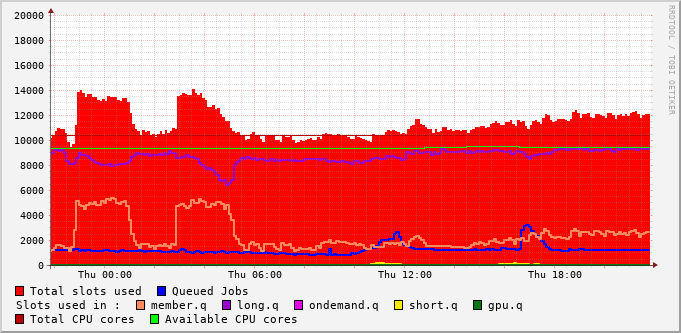 20000
18000
16000
14000
12000
10000
8000
6000
4000
2000
0
Thu 00:00 Thu 06:00 Thu 12:00 Thu 18:00
Total slots used Queued Jobs
Slots used in : member.q long.q ondemand.q short.q gpu.q
Total CPU cores Available CPU cores
RRDTOOL / TOBI OETIKER